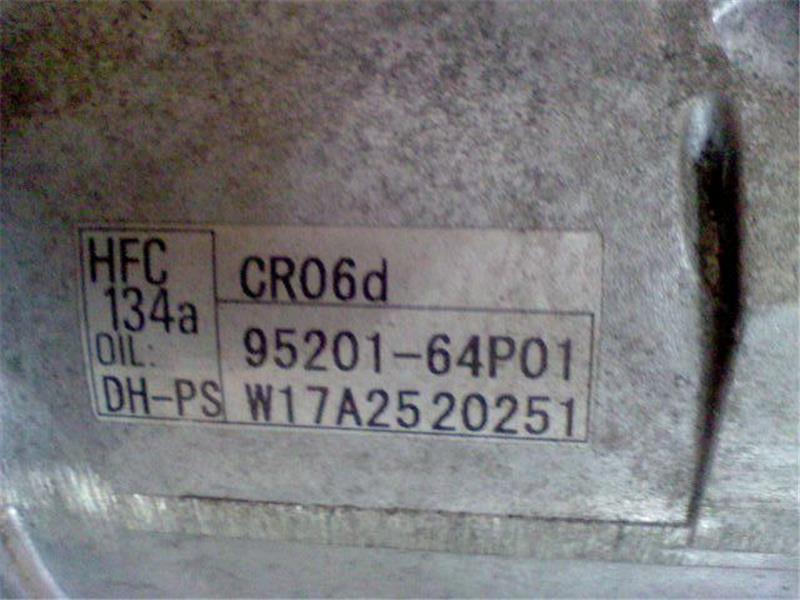 HFC
134a
OIL:
DH-PS
CR06d
95201-64P01
W17A2520251